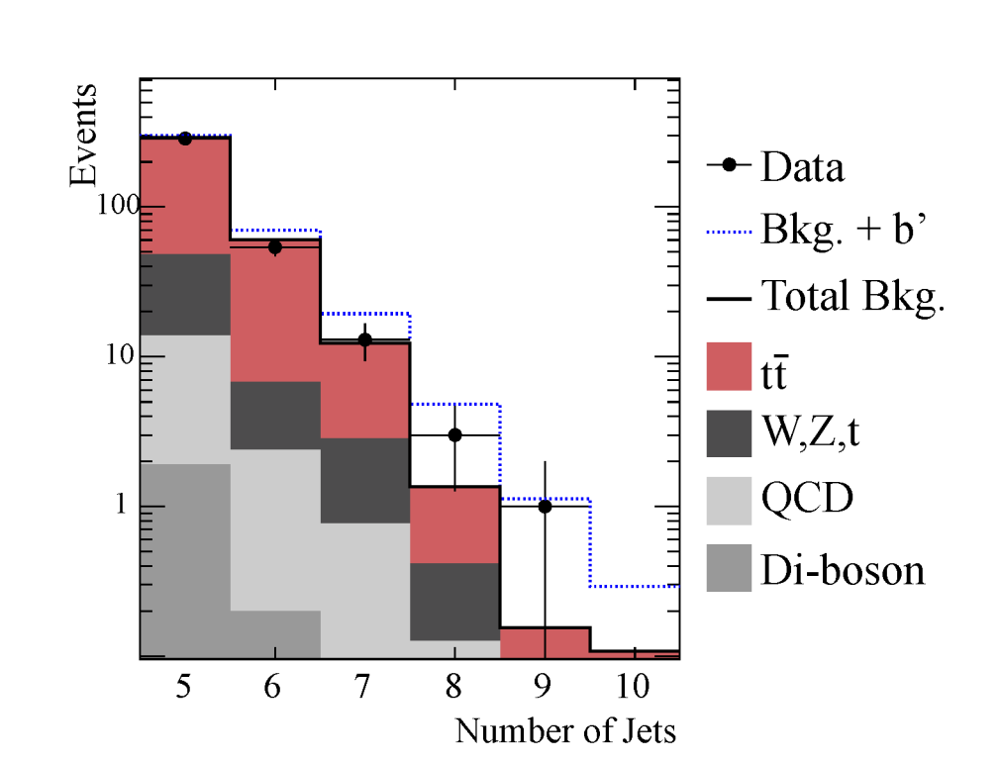 Events
100
10
1
5 6 7 8 9 10
Number of Jets
Data
Bkg. + b’
Total Bkg.
tt̄
W,Z,t
QCD
Di-boson